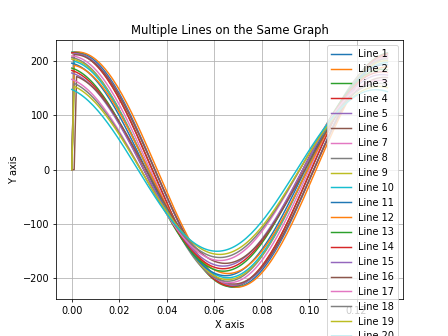 Multiple Lines on the Same Graph
Y axis
200
100
0
−100
−200
0.00
0.02
0.04
0.06
0.08
0.10
X axis
Line 1
Line 2
Line 3
Line 4
Line 5
Line 6
Line 7
Line 8
Line 9
Line 10
Line 11
Line 12
Line 13
Line 14
Line 15
Line 16
Line 17
Line 18
Line 19
Line 20